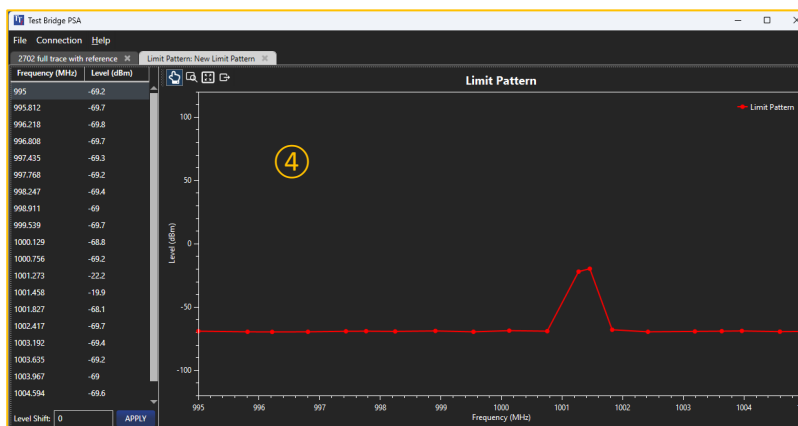 Test Bridge PSA
File Connection Help
2702 full trace with reference
Limit Pattern: New Limit Pattern
Frequency (MHz) Level (dBm)
995 -69.2
995.812 -69.7
996.218 -69.8
996.808 -69.7
997.435 -69.3
997.768 -69.2
998.247 -69.4
998.911 -69
999.539 -69.7
1000.129 -68.8
1000.756 -69.2
1001.273 -22.2
1001.458 -19.9
1001.827 -68.1
1002.417 -69.7
1003.192 -69.4
1003.635 -69.2
1003.967 -69
1004.594 -69.6
Level Shift: 0 APPLY
Limit Pattern
Limit Pattern
④
Level (dBm)
100
50
0
-50
-100
995 996 997 998 999 1000 1001 1002 1003 1004
Frequency (MHz)